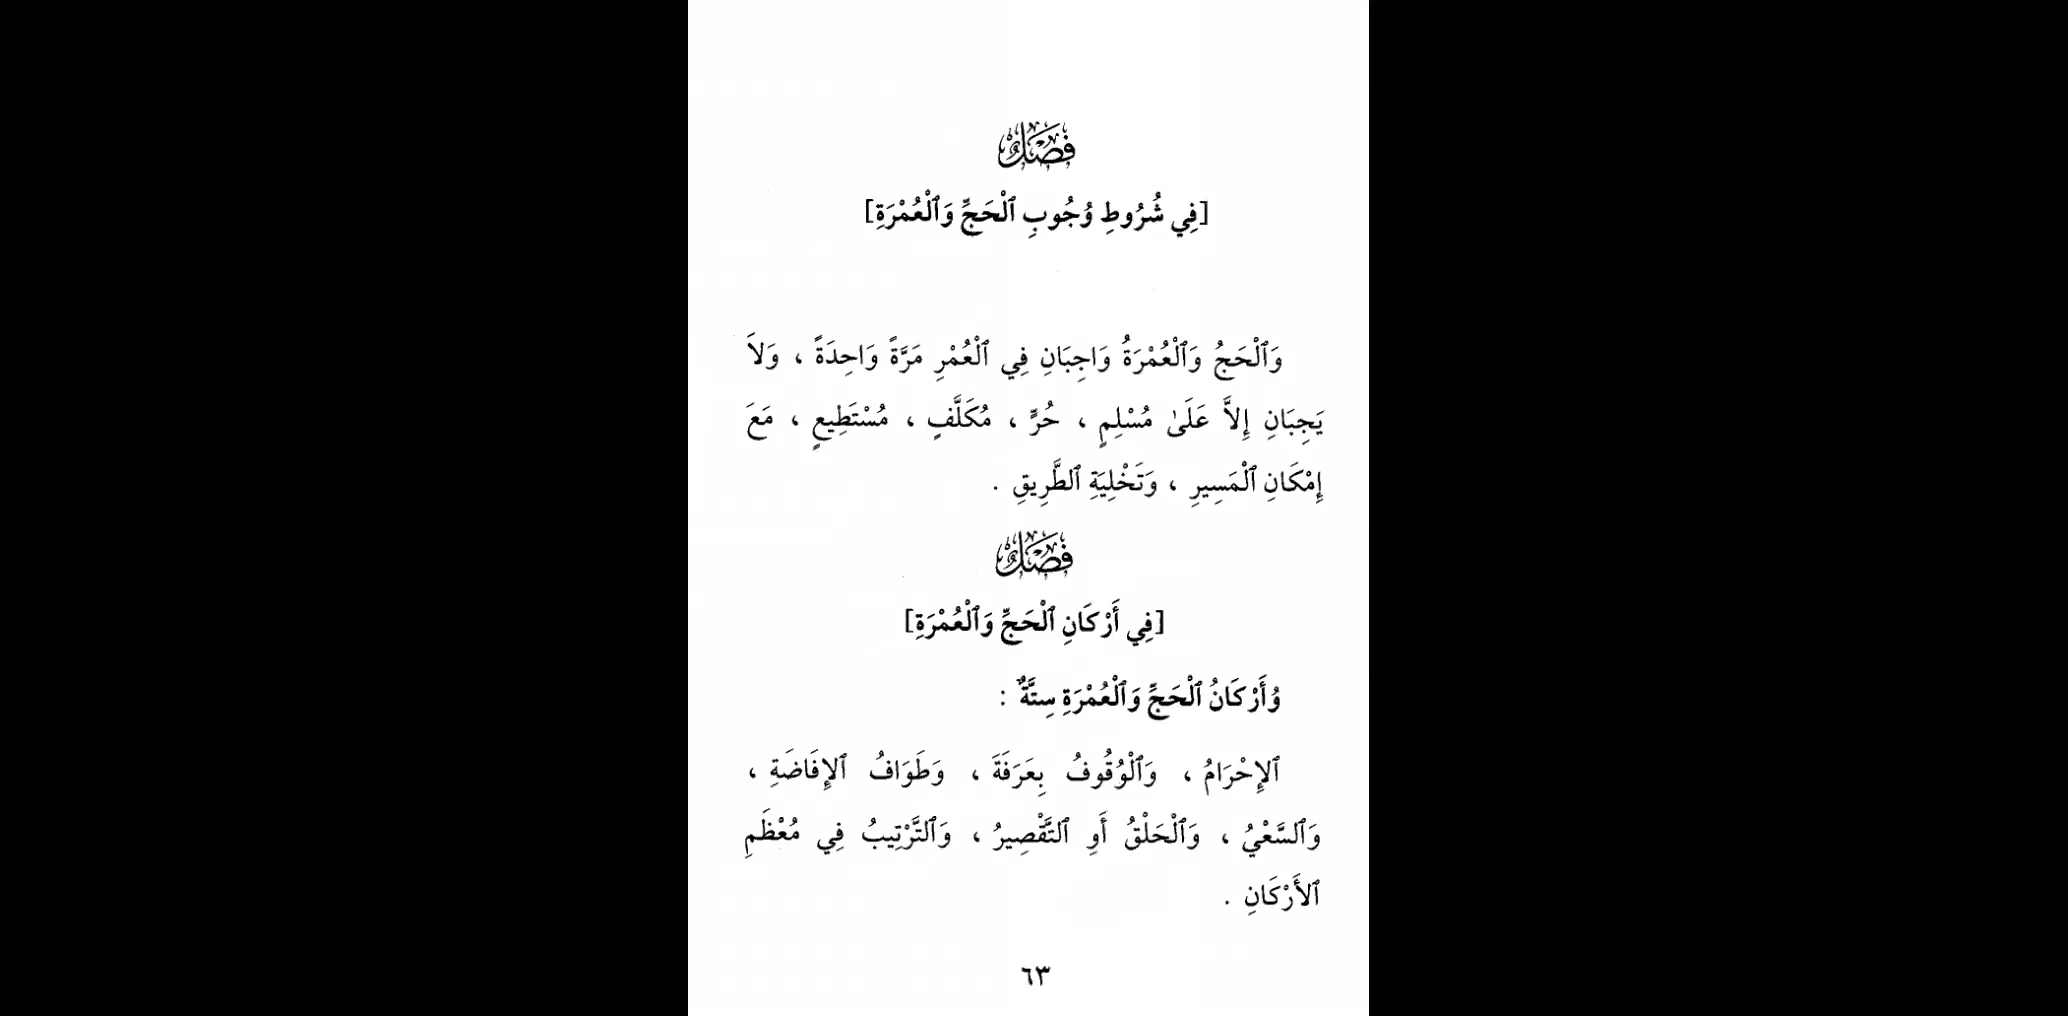 فَصْلٌ
[فِي شُرُوطِ وُجُوبِ ٱلْحَجِّ وَٱلْعُمْرَةِ]
وَٱلْحَجُّ وَٱلْعُمْرَةُ وَاجِبَانِ فِي ٱلْعُمْرِ مَرَّةً وَاحِدَةً ، وَلاَ
يَجِبَانِ إِلاَّ عَلَىٰ مُسْلِمٍ ، حُرٍّ ، مُكَلَّفٍ ، مُسْتَطِيعٍ ، مَعَ
إِمْكَانِ ٱلْمَسِيرِ ، وَتَخْلِيَةِ ٱلطَّرِيقِ .
فَصْلٌ
[فِي أَرْكَانِ ٱلْحَجِّ وَٱلْعُمْرَةِ]
وَأَرْكَانُ ٱلْحَجِّ وَٱلْعُمْرَةِ سِتَّةٌ :
ٱلإِحْرَامُ ، وَٱلْوُقُوفُ بِعَرَفَةَ ، وَطَوَافُ ٱلإِفَاضَةِ ،
وَٱلسَّعْيُ ، وَٱلْحَلْقُ أَوِ ٱلتَّقْصِيرُ ، وَٱلتَّرْتِيبُ فِي مُعْظَمِ
ٱلأَرْكَانِ .
٦٣